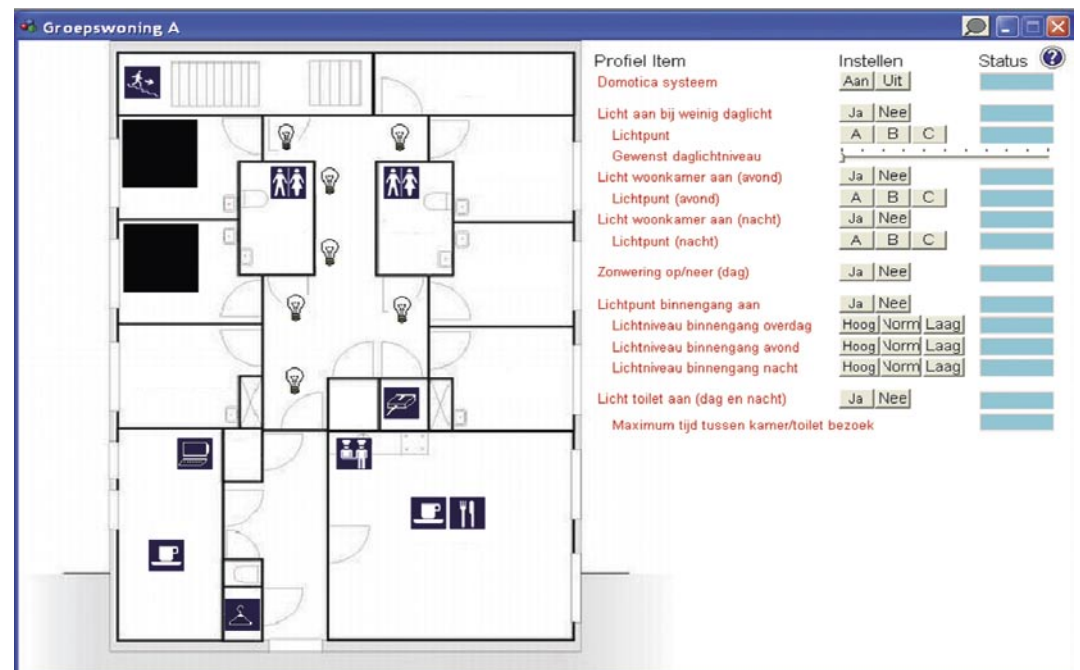 Groepswoning A
Profiel Item Instellen Status
Domotica systeem Aan Uit
Licht aan bij weinig daglicht Ja Nee
Lichtpunt A B C
Gewenst daglichtniveau
Licht woonkamer aan (avond) Ja Nee
Lichtpunt (avond) A B C
Licht woonkamer aan (nacht) Ja Nee
Lichtpunt (nacht) A B C
Zonwering op/neer (dag) Ja Nee
Lichtpunt binnengang aan Ja Nee
Lichtniveau binnengang overdag Hoog Norm Laag
Lichtniveau binnengang avond Hoog Norm Laag
Lichtniveau binnengang nacht Hoog Norm Laag
Licht toilet aan (dag en nacht) Ja Nee
Maximum tijd tussen kamer/toilet bezoek